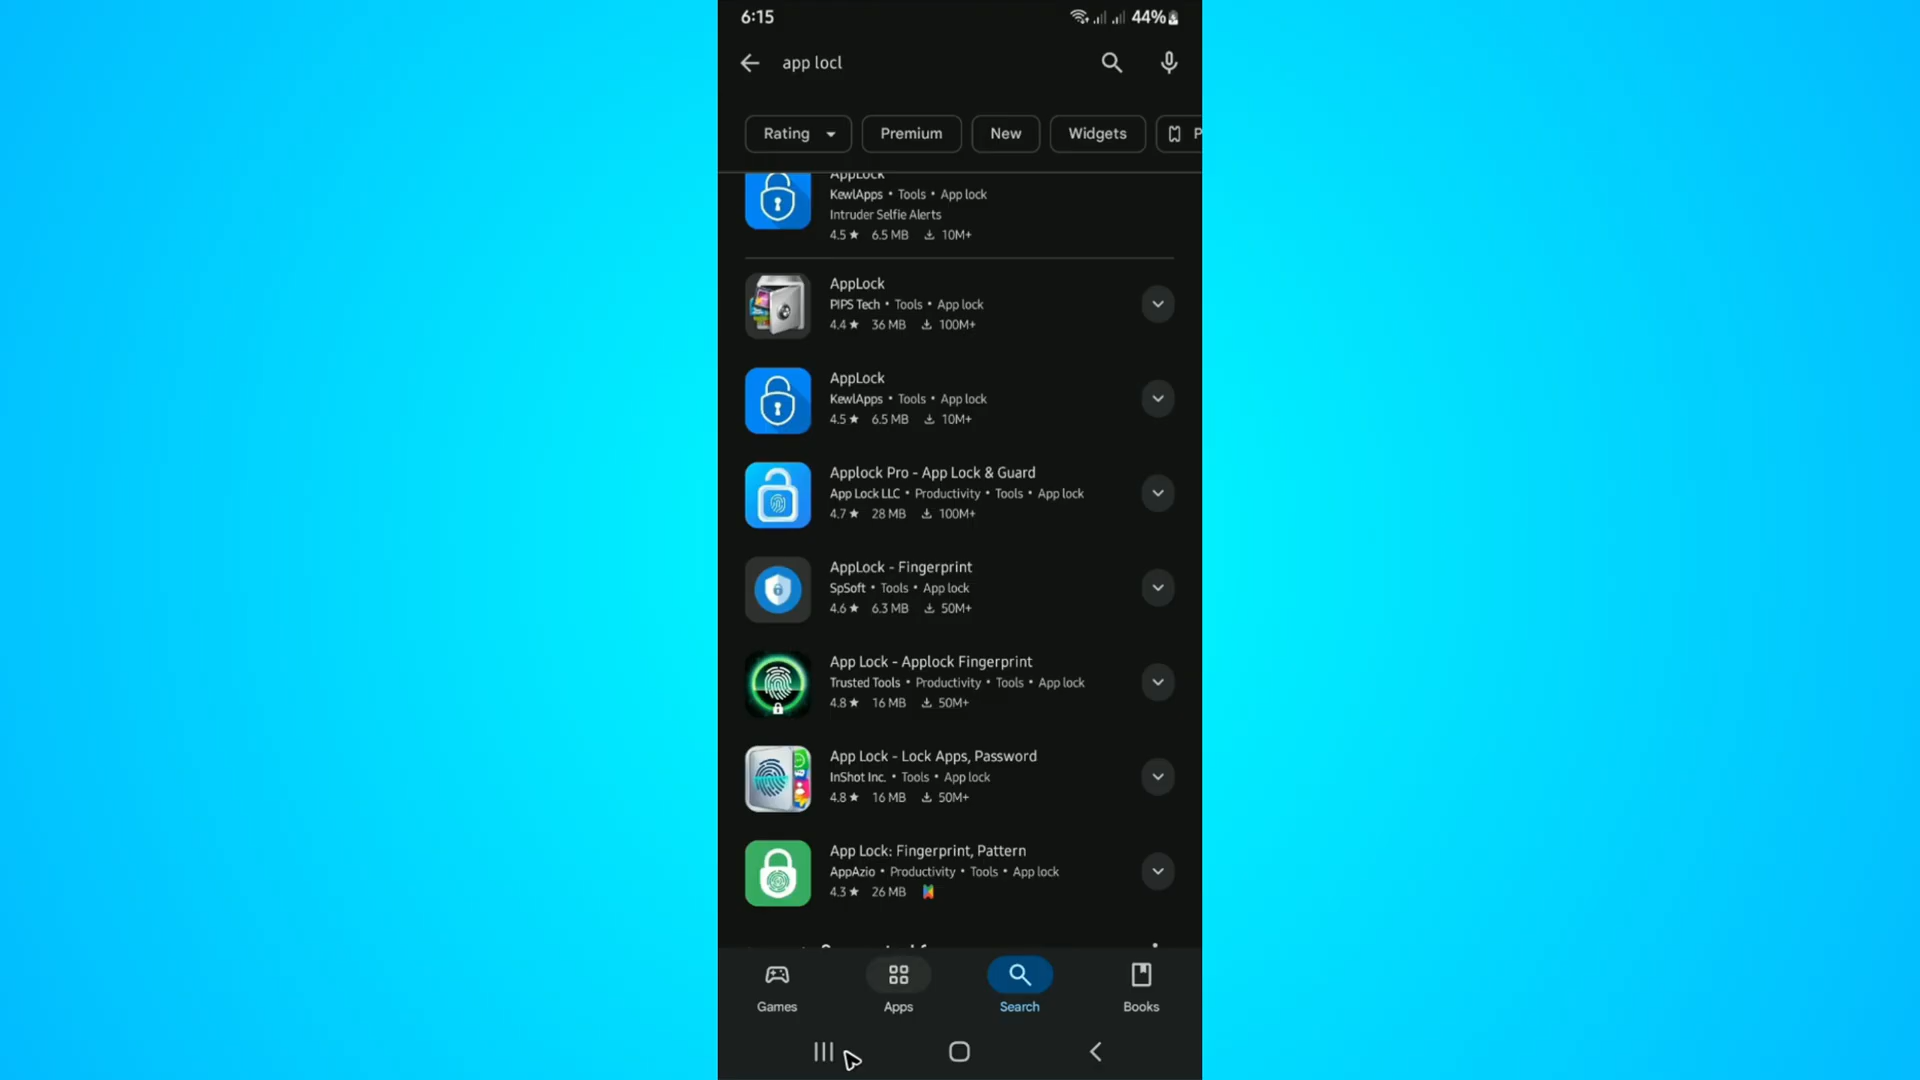 6:15
44%
app locl
Rating
Premium
New
Widgets
P
AppLock
KewlApps • Tools • App lock
Intruder Selfie Alerts
4.5★ 6.5 MB 10M+
AppLock
PIPS Tech • Tools • App lock
4.4★ 36 MB 100M+
AppLock
KewlApps • Tools • App lock
4.5★ 6.5 MB 10M+
Applock Pro - App Lock & Guard
App Lock LLC • Productivity • Tools • App lock
4.7★ 28 MB 100M+
AppLock - Fingerprint
SpSoft • Tools • App lock
4.6★ 6.3 MB 50M+
App Lock - Applock Fingerprint
Trusted Tools • Productivity • Tools • App lock
4.8★ 16 MB 50M+
App Lock - Lock Apps, Password
InShot Inc. • Tools • App lock
4.8★ 16 MB 50M+
App Lock: Fingerprint, Pattern
AppAzio • Productivity • Tools • App lock
4.3★ 26 MB
Games
Apps
Search
Books